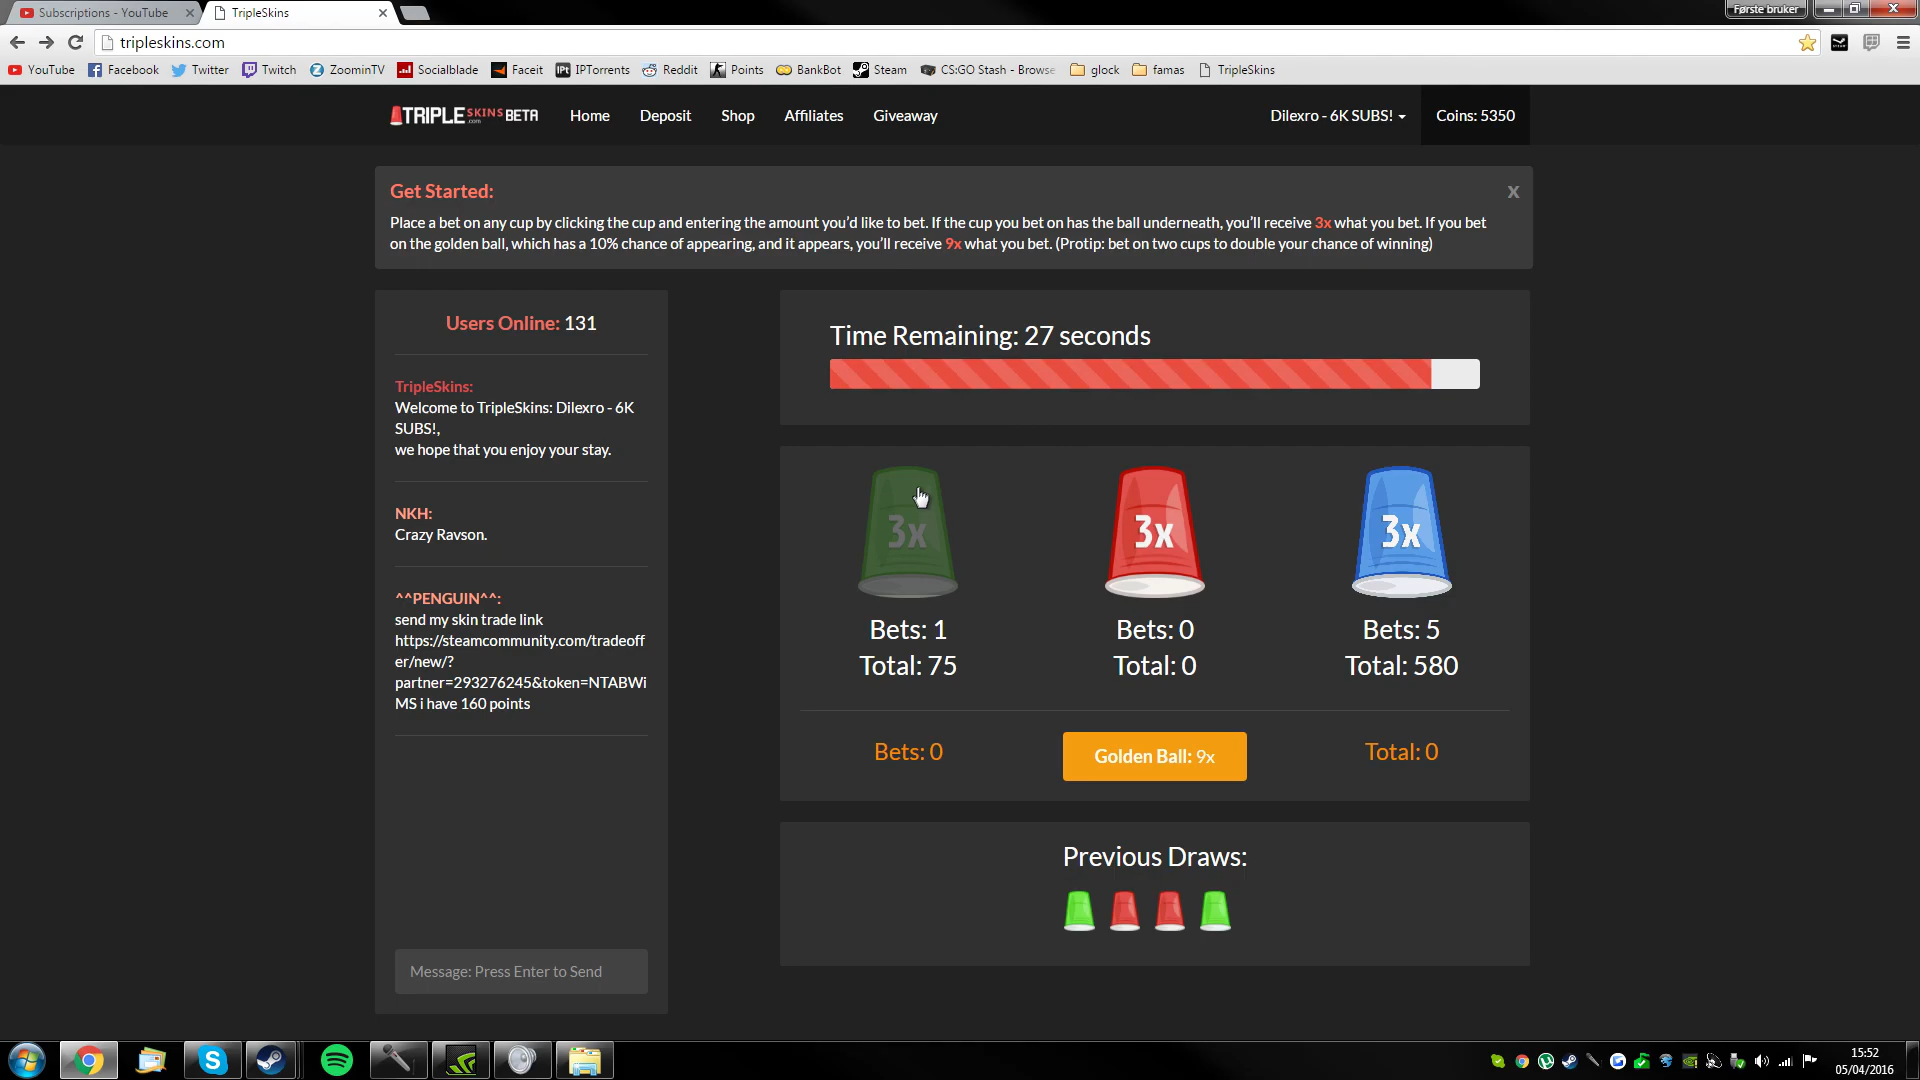 Subscriptions - YouTube
TripleSkins
Første bruker
tripleskins.com
YouTube
Facebook
Twitter
Twitch
ZoominTV
Socialblade
Faceit
IPTorrents
Reddit
Points
BankBot
Steam
CS:GO Stash - Browse
glock
famas
TripleSkins
TRIPLE SKINS .com BETA
Home
Deposit
Shop
Affiliates
Giveaway
Dilexro - 6K SUBS!
Coins: 5350
Get Started:
x
Place a bet on any cup by clicking the cup and entering the amount you'd like to bet. If the cup you bet on has the ball underneath, you'll receive 3x what you bet. If you bet
on the golden ball, which has a 10% chance of appearing, and it appears, you'll receive 9x what you bet. (Protip: bet on two cups to double your chance of winning)
Users Online: 131
TripleSkins:
Welcome to TripleSkins: Dilexro - 6K
SUBS!,
we hope that you enjoy your stay.
NKH:
Crazy Ravson.
^^PENGUIN^^:
send my skin trade link
https://steamcommunity.com/tradeoff
er/new/?
partner=293276245&token=NTABWi
MS i have 160 points
Message: Press Enter to Send
Time Remaining: 27 seconds
3x
3x
3x
Bets: 1
Bets: 0
Bets: 5
Total: 75
Total: 0
Total: 580
Bets: 0
Golden Ball: 9x
Total: 0
Previous Draws:
15:52
05/04/2016